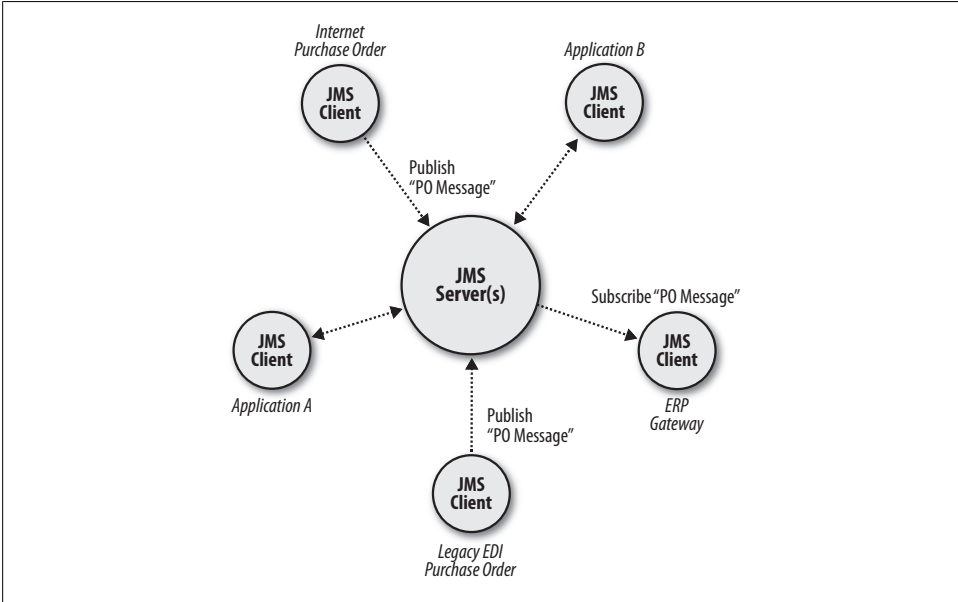 Internet
Purchase Order
JMS
Client
Application B
JMS
Client
Publish
“PO Message”
JMS
Server(s)
Subscribe “PO Message”
JMS
Client
ERP
Gateway
JMS
Client
Application A
Publish
“PO Message”
JMS
Client
Legacy EDI
Purchase Order